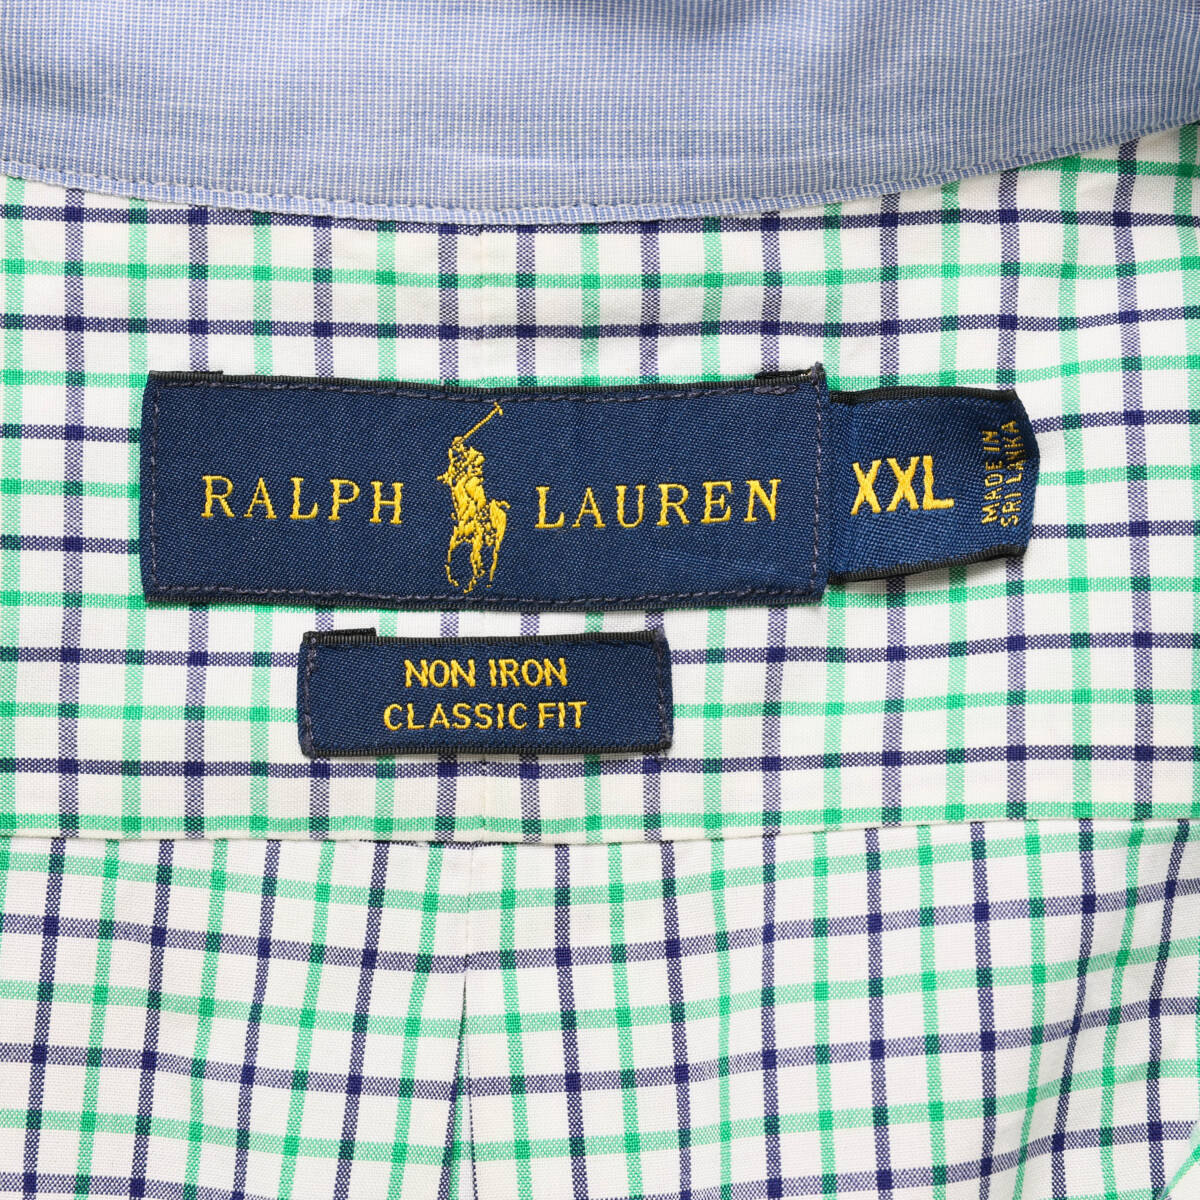 RALPH LAUREN
XXL
MADE IN
SRI LANKA
NON IRON
CLASSIC FIT